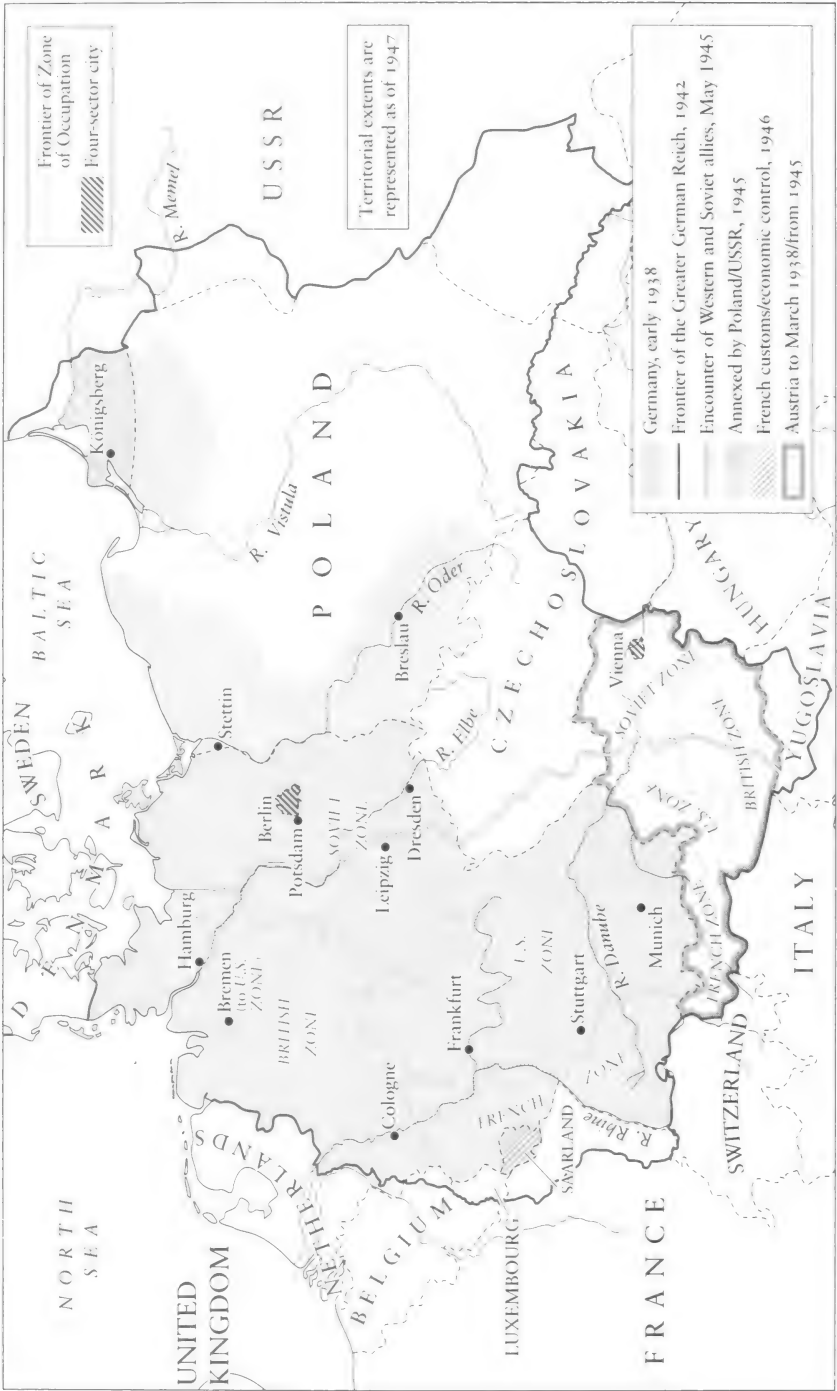 NORTH
SEA
UNITED
KINGDOM
NETHERLANDS
BELGIUM
LUXEMBOURG
FRANCE
SWITZERLAND
ITALY
DENMARK
SWEDEN
BALTIC
SEA
Hamburg
Bremen
(to U.S.
ZONE)
BRITISH
ZONE
Cologne
Frankfurt
FRENCH
ZONE
SAARLAND
R. Rhine
Stuttgart
U.S.
ZONE
R. Danube
Munich
Berlin
Potsdam
SOVIET
ZONE
Leipzig
Dresden
Stettin
Breslau
R. Oder
R. Elbe
R. Vistula
Königsberg
R. Memel
POLAND
USSR
CZECHOSLOVAKIA
Vienna
SOVIET ZONE
U.S. ZONE
BRITISH ZONE
FRENCH ZONE
HUNGARY
YUGOSLAVIA
Frontier of Zone
of Occupation
Four-sector city
Territorial extents are
represented as of 1947
Germany, early 1938
Frontier of the Greater German Reich, 1942
Encounter of Western and Soviet allies, May 1945
Annexed by Poland/USSR, 1945
French customs/economic control, 1946
Austria to March 1938/from 1945